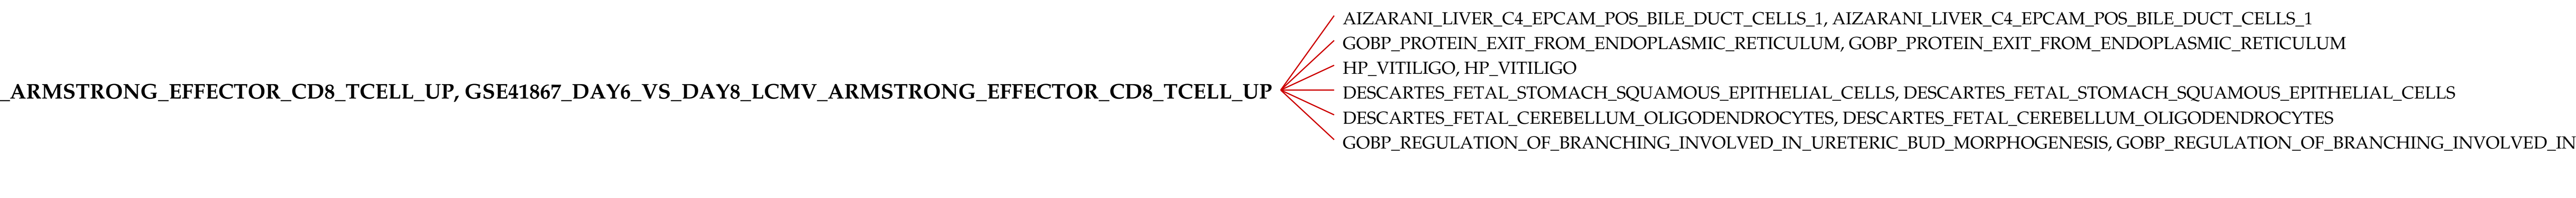 AIZARANI_LIVER_C4_EPCAM_POS_BILE_DUCT_CELLS_1, AIZARANI_LIVER_C4_EPCAM_POS_BILE_DUCT_CELLS_1
GOBP_PROTEIN_EXIT_FROM_ENDOPLASMIC_RETICULUM, GOBP_PROTEIN_EXIT_FROM_ENDOPLASMIC_RETICULUM
HP_VITILIGO, HP_VITILIGO
_ARMSTRONG_EFFECTOR_CD8_TCELL_UP, GSE41867_DAY6_VS_DAY8_LCMV_ARMSTRONG_EFFECTOR_CD8_TCELL_UP
DESCARTES_FETAL_STOMACH_SQUAMOUS_EPITHELIAL_CELLS, DESCARTES_FETAL_STOMACH_SQUAMOUS_EPITHELIAL_CELLS
DESCARTES_FETAL_CEREBELLUM_OLIGODENDROCYTES, DESCARTES_FETAL_CEREBELLUM_OLIGODENDROCYTES
GOBP_REGULATION_OF_BRANCHING_INVOLVED_IN_URETERIC_BUD_MORPHOGENESIS, GOBP_REGULATION_OF_BRANCHING_INVOLVED_IN